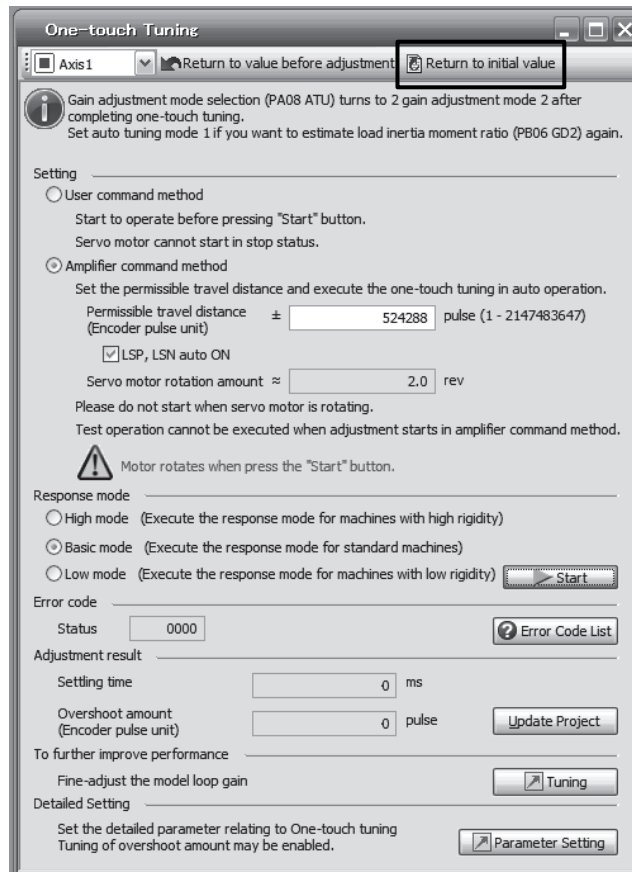 One-touch Tuning
Axis1 Return to value before adjustment Return to initial value
Gain adjustment mode selection (PA08 ATU) turns to 2 gain adjustment mode 2 after
completing one-touch tuning.
Set auto tuning mode 1 if you want to estimate load inertia moment ratio (PB06 GD2) again.
Setting
User command method
Start to operate before pressing "Start" button.
Servo motor cannot start in stop status.
Amplifier command method
Set the permissible travel distance and execute the one-touch tuning in auto operation.
Permissible travel distance
(Encoder pulse unit)
± 524288 pulse (1 - 2147483647)
LSP, LSN auto ON
Servo motor rotation amount ≈ 2.0 rev
Please do not start when servo motor is rotating.
Test operation cannot be executed when adjustment starts in amplifier command method.
Motor rotates when press the "Start" button.
Response mode
High mode (Execute the response mode for machines with high rigidity)
Basic mode (Execute the response mode for standard machines)
Low mode (Execute the response mode for machines with low rigidity) Start
Error code
Status 0000 Error Code List
Adjustment result
Settling time 0 ms
Overshoot amount
(Encoder pulse unit)
0 pulse Update Project
To further improve performance
Fine-adjust the model loop gain Tuning
Detailed Setting
Set the detailed parameter relating to One-touch tuning
Tuning of overshoot amount may be enabled. Parameter Setting